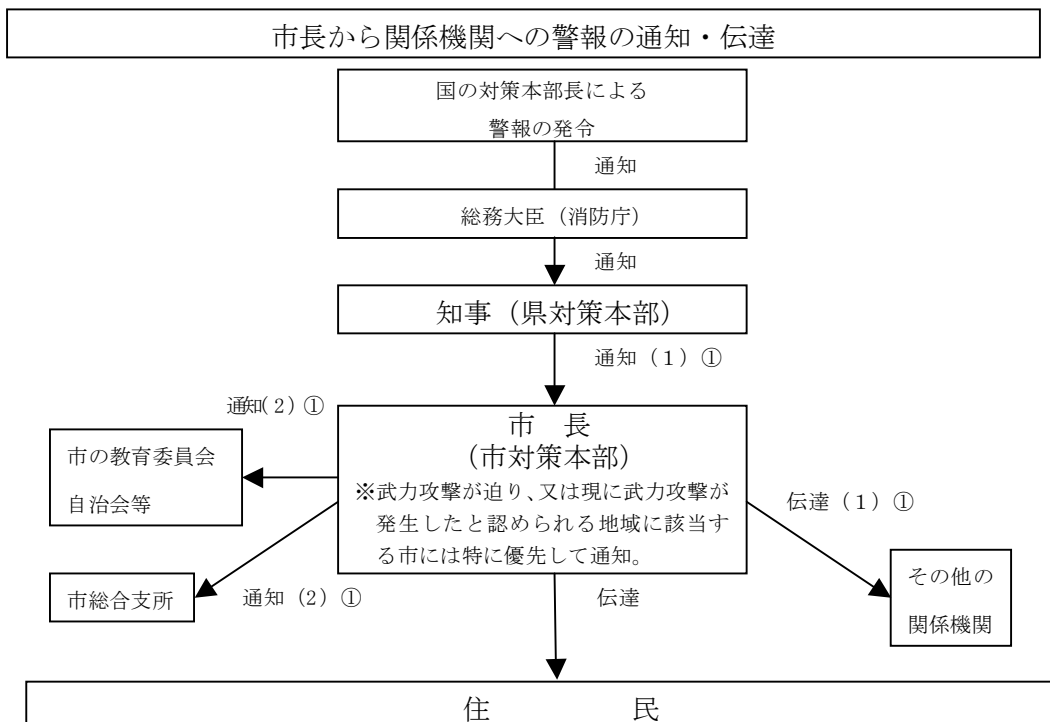 市長から関係機関への警報の通知・伝達
国の対策本部長による
警報の発令
通知
総務大臣（消防庁）
通知
知事（県対策本部）
通知（１）①
通知(２)①
市　長
（市対策本部）
※武力攻撃が迫り、又は現に武力攻撃が
発生したと認められる地域に該当す
る市には特に優先して通知。
市の教育委員会
自治会等
伝達（１）①
市総合支所
通知（2）①
伝達
その他の
関係機関
住　　　　　民